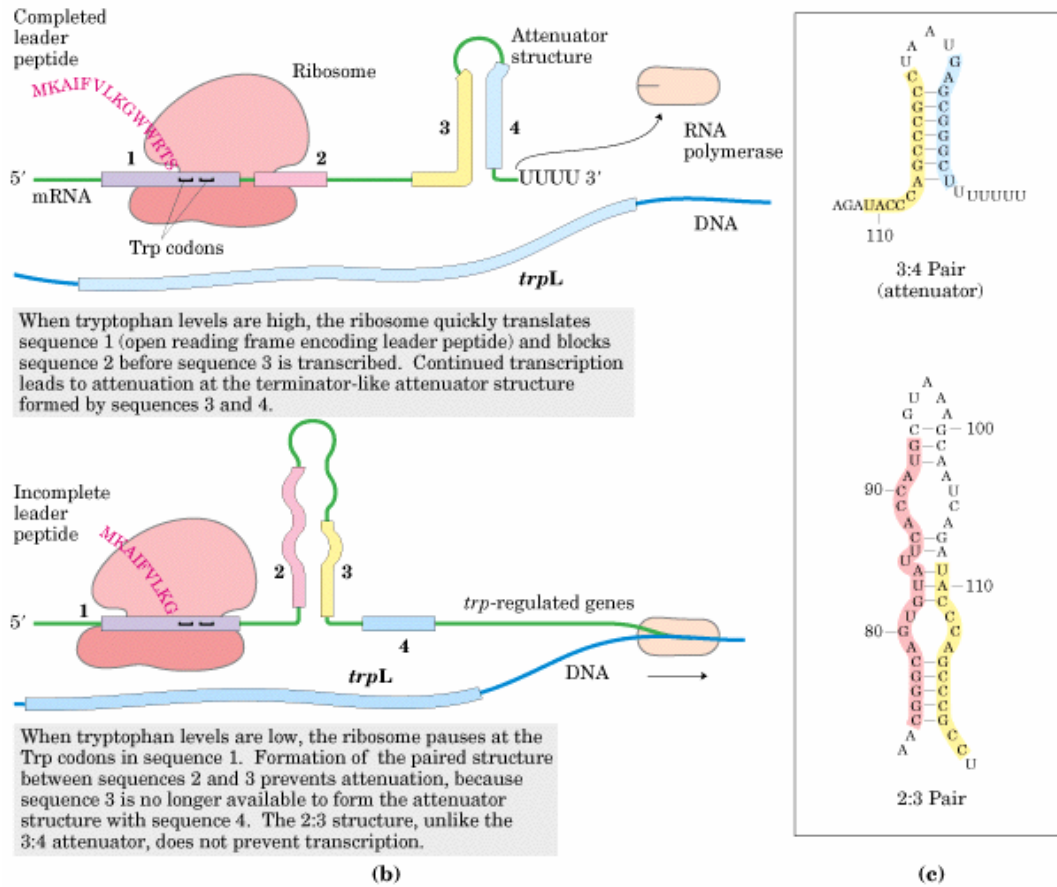 Completed
leader
peptide
MKAIFVLKGWWRTS
Ribosome
Attenuator
structure
1
2
3
4
RNA
polymerase
5′
mRNA
UUUU 3′
Trp codons
DNA
trpL
When tryptophan levels are high, the ribosome quickly translates
sequence 1 (open reading frame encoding leader peptide) and blocks
sequence 2 before sequence 3 is transcribed. Continued transcription
leads to attenuation at the terminator-like attenuator structure
formed by sequences 3 and 4.
Incomplete
leader
peptide
MKAIFVLKG
1
2
3
4
5′
trp-regulated genes
DNA
trpL
When tryptophan levels are low, the ribosome pauses at the
Trp codons in sequence 1. Formation of the paired structure
between sequences 2 and 3 prevents attenuation, because
sequence 3 is no longer available to form the attenuator
structure with sequence 4. The 2:3 structure, unlike the
3:4 attenuator, does not prevent transcription.
(b)
AGAUACCCAGCCCGCCUAAUGAGCGGGCUUUUUUU
110
3:4 Pair
(attenuator)
AACGGGCAGUGUAUUCACCAUGCGUAAAGCAAUCAGAUACCCAGCCCGCCU
80
90
100
110
2:3 Pair
(c)